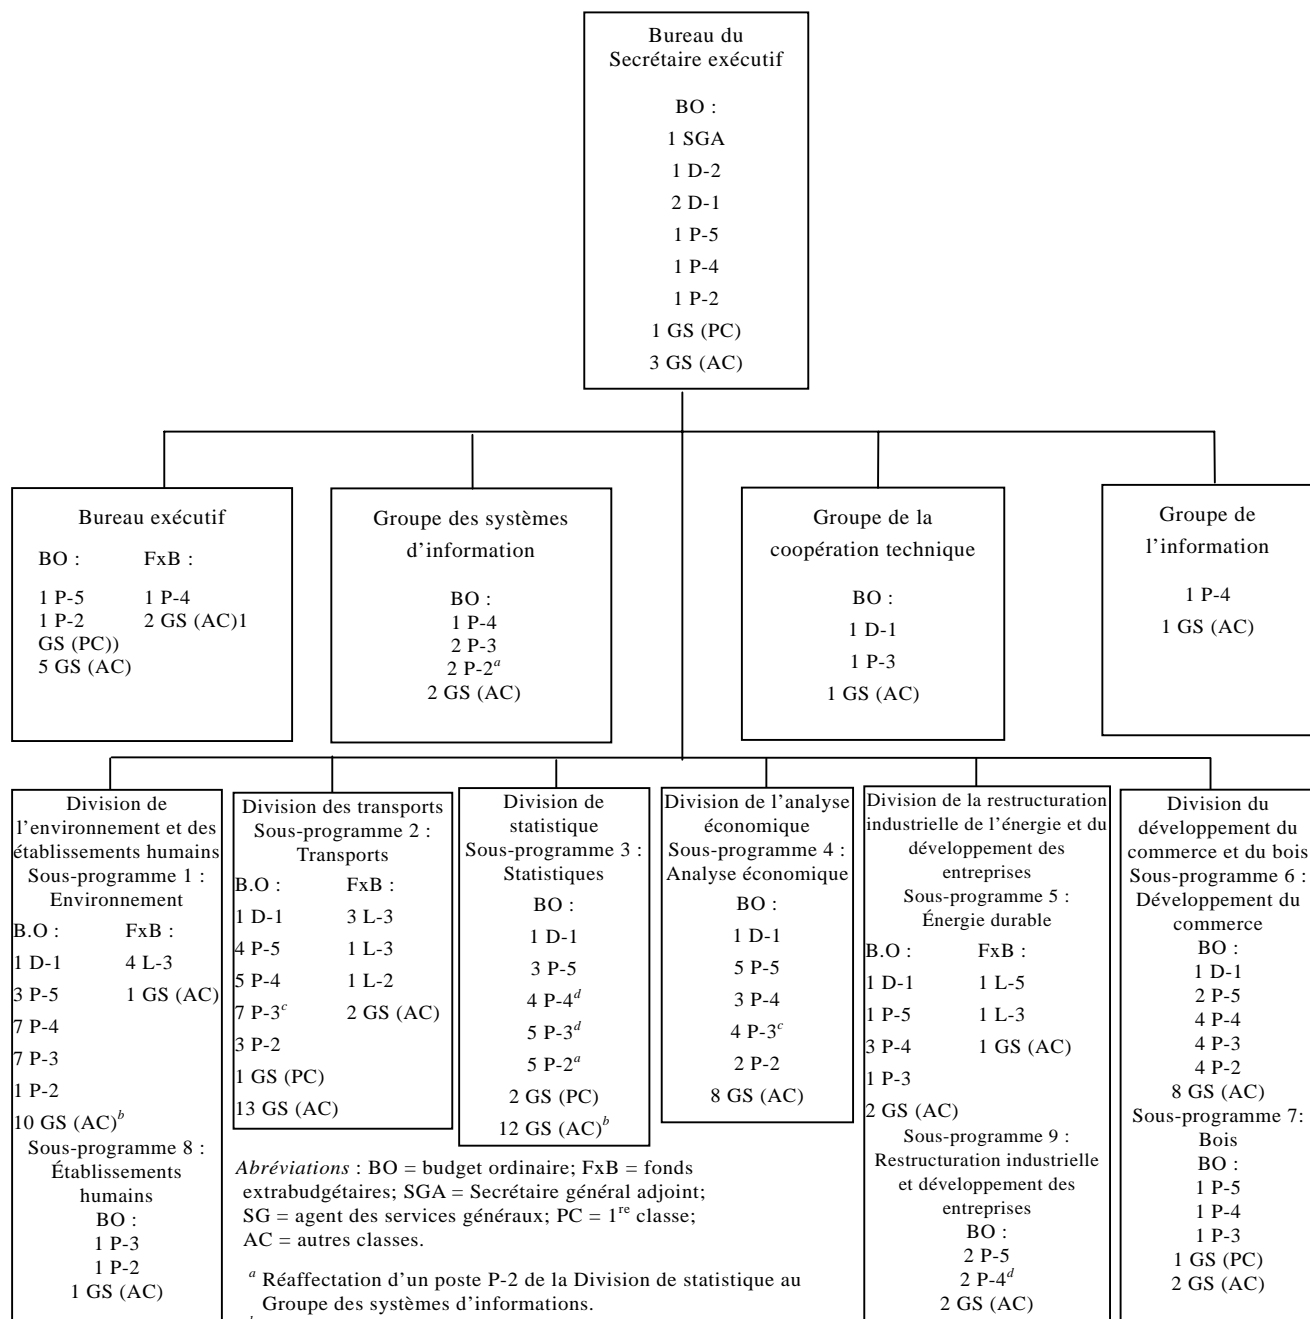 Bureau du
Secrétaire exécutif
BO :
1 SGA
1 D-2
2 D-1
1 P-5
1 P-4
1 P-2
1 GS (PC)
3 GS (AC)
Bureau exécutif
BO : FxB :
1 P-5 1 P-4
1 P-2 2 GS (AC)1
GS (PC))
5 GS (AC)
Groupe des systèmes
d’information
BO :
1 P-4
2 P-3
2 P-2a
2 GS (AC)
Groupe de la
coopération technique
BO :
1 D-1
1 P-3
1 GS (AC)
Groupe de
l’information
1 P-4
1 GS (AC)
Division de
l’environnement et des
établissements humains
Sous-programme 1 :
Environnement
B.O : FxB :
1 D-1 4 L-3
3 P-5 1 GS (AC)
7 P-4
7 P-3
1 P-2
10 GS (AC)b
Sous-programme 8 :
Établissements
humains
BO :
1 P-3
1 P-2
1 GS (AC)
Division des transports
Sous-programme 2 :
Transports
B.O : FxB :
1 D-1 3 L-3
4 P-5 1 L-3
5 P-4 1 L-2
7 P-3c 2 GS (AC)
3 P-2
1 GS (PC)
13 GS (AC)
Division de
statistique
Sous-programme 3 :
Statistiques
BO :
1 D-1
3 P-5
4 P-4d
5 P-3d
5 P-2a
2 GS (PC)
12 GS (AC)b
Division de l’analyse
économique
Sous-programme 4 :
Analyse économique
BO :
1 D-1
5 P-5
3 P-4
4 P-3c
2 P-2
8 GS (AC)
Division de la restructuration
industrielle de l’énergie et du
développement des
entreprises
Sous-programme 5 :
Énergie durable
B.O : FxB :
1 D-1 1 L-5
1 P-5 1 L-3
3 P-4 1 GS (AC)
1 P-3
2 GS (AC)
Sous-programme 9 :
Restructuration industrielle
et développement des
entreprises
BO :
2 P-5
2 P-4d
2 GS (AC)
Division du
développement du
commerce et du bois
Sous-programme 6 :
Développement du
commerce
BO :
1 D-1
2 P-5
4 P-4
4 P-3
4 P-2
8 GS (AC)
Sous-programme 7:
Bois
BO :
1 P-5
1 P-4
1 P-3
1 GS (PC)
2 GS (AC)
Abréviations : BO = budget ordinaire; FxB = fonds
extrabudgétaires; SGA = Secrétaire général adjoint;
SG = agent des services généraux; PC = 1re classe;
AC = autres classes.
a Réaffectation d’un poste P-2 de la Division de statistique au
Groupe des systèmes d’informations.